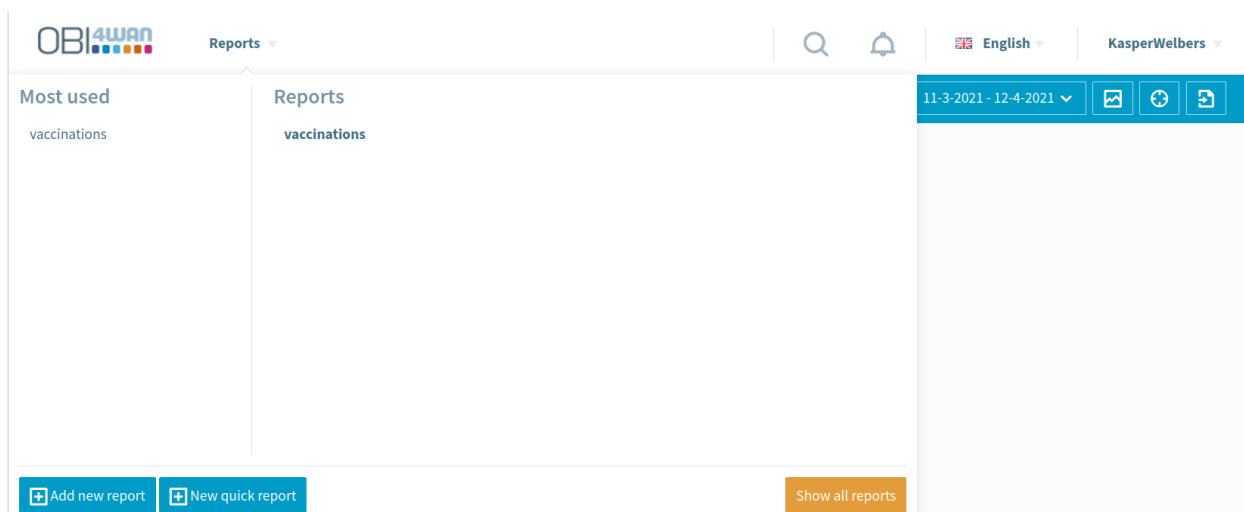 OBI4wan
Reports
English
KasperWelbers
Most used
Reports
11-3-2021 - 12-4-2021
vaccinations
vaccinations
Add new report
New quick report
Show all reports